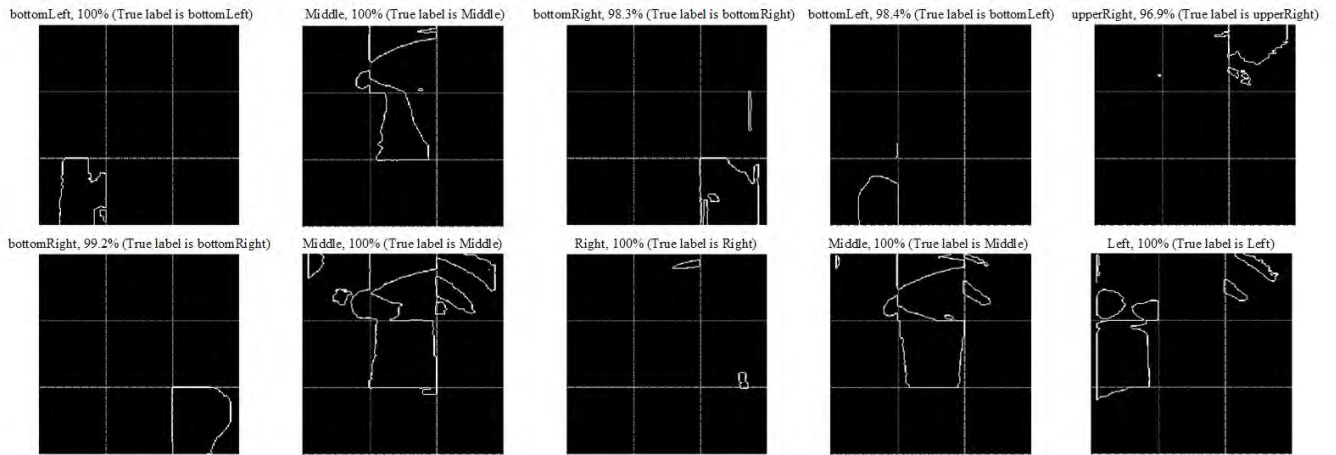 bottomLeft, 100% (True label is bottomLeft)
Middle, 100% (True label is Middle)
bottomRight, 98.3% (True label is bottomRight)
bottomLeft, 98.4% (True label is bottomLeft)
upperRight, 96.9% (True label is upperRight)
bottomRight, 99.2% (True label is bottomRight)
Middle, 100% (True label is Middle)
Right, 100% (True label is Right)
Middle, 100% (True label is Middle)
Left, 100% (True label is Left)